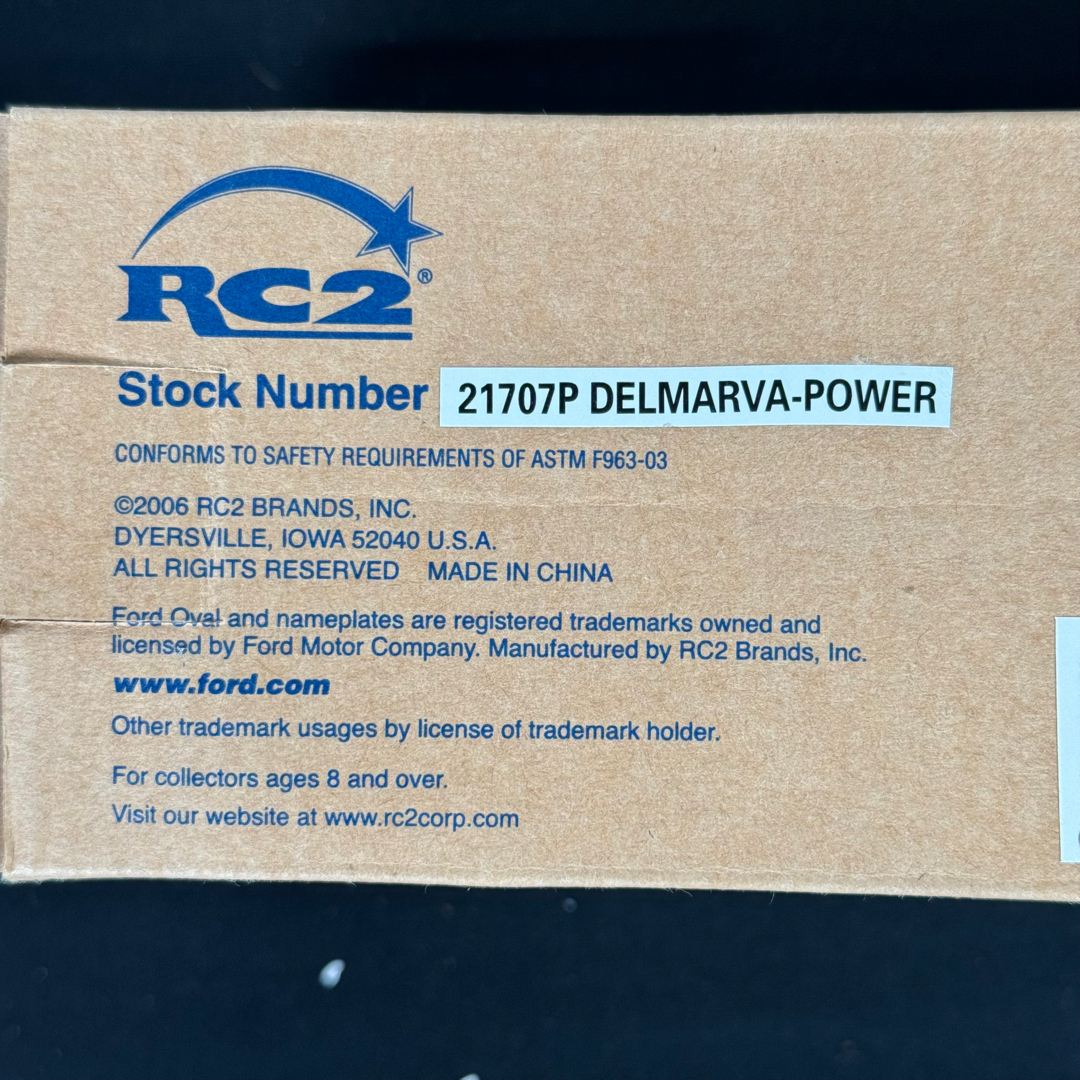 RC2®
Stock Number 21707P DELMARVA-POWER
CONFORMS TO SAFETY REQUIREMENTS OF ASTM F963-03
©2006 RC2 BRANDS, INC.
DYERSVILLE, IOWA 52040 U.S.A.
ALL RIGHTS RESERVED MADE IN CHINA
Ford Oval and nameplates are registered trademarks owned and
licensed by Ford Motor Company. Manufactured by RC2 Brands, Inc.
www.ford.com
Other trademark usages by license of trademark holder.
For collectors ages 8 and over.
Visit our website at www.rc2corp.com